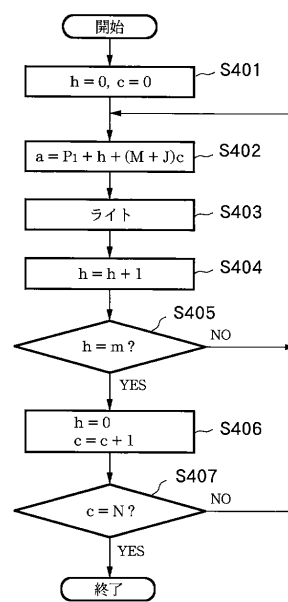 開始
h=0, c=0
S401
a=P1+h+(M+J)c
S402
ライト
S403
h=h+1
S404
S405
h=m?
NO
YES
h=0
c=c+1
S406
S407
c=N?
NO
YES
終了